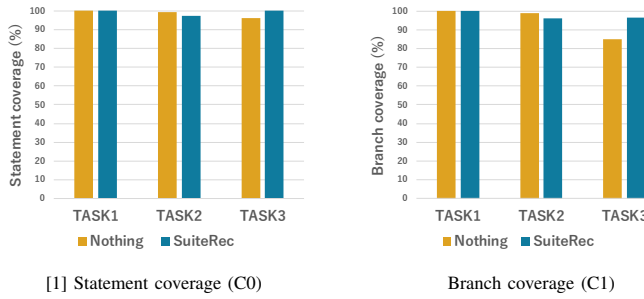 Statement coverage (%)
100
90
80
70
60
50
40
30
20
10
0
TASK1 TASK2 TASK3
Nothing SuiteRec
[1] Statement coverage (C0)
Branch coverage (%)
100
90
80
70
60
50
40
30
20
10
0
TASK1 TASK2 TASK3
Nothing SuiteRec
Branch coverage (C1)